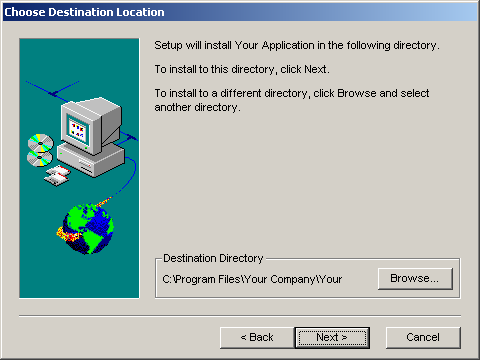 Choose Destination Location
Setup will install Your Application in the following directory.
To install to this directory, click Next.
To install to a different directory, click Browse and select
another directory.
Destination Directory
C:\Program Files\Your Company\Your
Browse...
< Back
Next >
Cancel